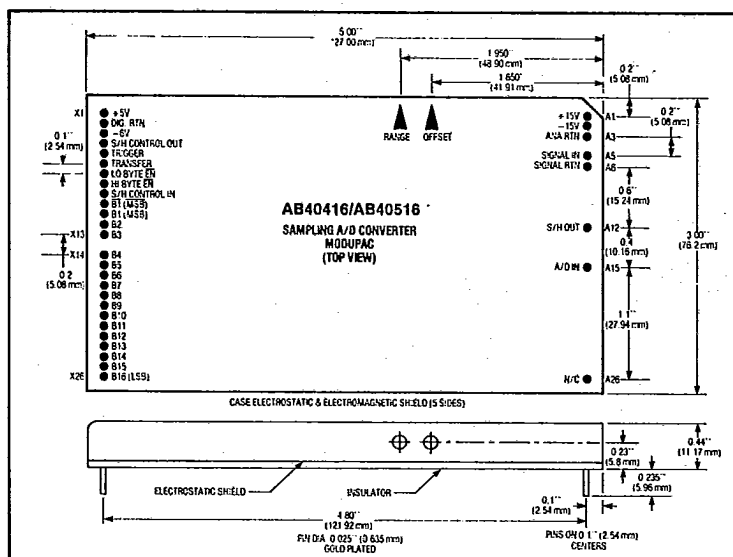 5.00"
(27.00 mm)
1.950"
(48.90 mm)
1.650"
(41.91 mm)
0.2"
(5.08 mm)
0.2"
(5.08 mm)
X1
+5V
DIG. RTN
S/H CONTROL OUT
TRIGGER
TRANSFER
LO BYTE EN
HI BYTE EN
S/H CONTROL IN
B1 (MSB)
B1 (MSB)
B2
X13 B3
X14 B4
B5
B6
B7
B8
B9
B10
B11
B12
B13
B14
B15
X26 B16 (LSB)
0.1"
(2.54 mm)
0.2
(5.08 mm)
RANGE OFFSET
AB40416/AB40516
SAMPLING A/D CONVERTER
MODUPAC
(TOP VIEW)
+15V A1
-15V
ANA RTN A3
SIGNAL IN A5
SIGNAL RTN A6
S/H OUT A12
A/D IN A15
N/C A26
0.6"
(15.24 mm)
0.4
(10.16 mm)
1.1"
(27.94 mm)
3.00"
(76.2 mm)
CASE ELECTROSTATIC & ELECTROMAGNETIC SHIELD (5 SIDES)
0.44"
(11.17 mm)
0.23"
(5.8 mm)
0.235"
(5.96 mm)
ELECTROSTATIC SHIELD
INSULATOR
0.1"
(2.54 mm)
4.80"
(121.92 mm)
PIN DIA 0.025" (0.635 mm)
GOLD PLATED
PINS ON 0.1" (2.54 mm)
CENTERS